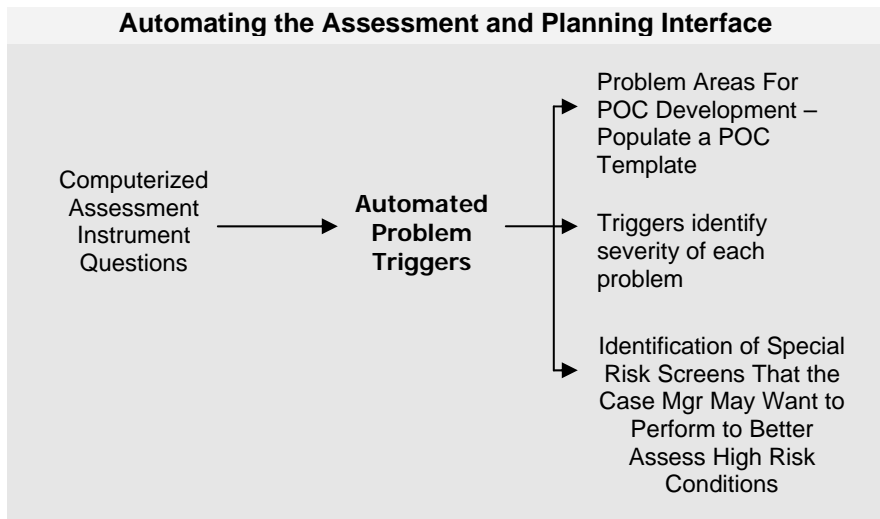 Automating the Assessment and Planning Interface
Computerized
Assessment
Instrument
Questions
Automated
Problem
Triggers
Problem Areas For
POC Development –
Populate a POC
Template
Triggers identify
severity of each
problem
Identification of Special
Risk Screens That the
Case Mgr May Want to
Perform to Better
Assess High Risk
Conditions